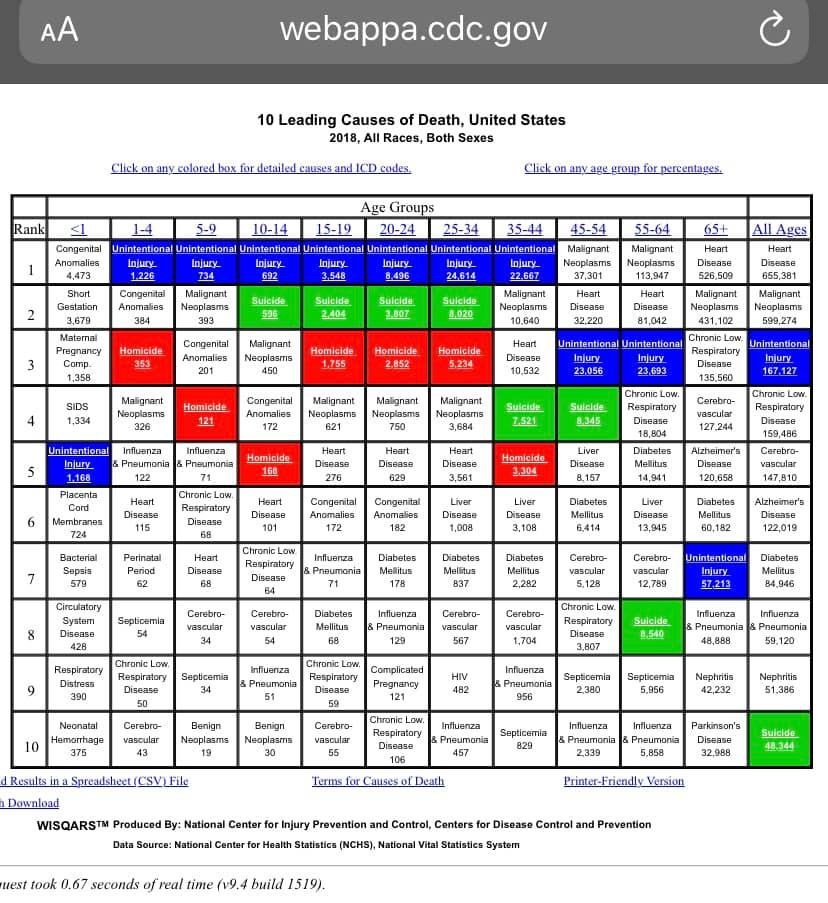 AA webappa.cdc.gov
10 Leading Causes of Death, United States
2018, All Races, Both Sexes
Click on any colored box for detailed causes and ICD codes. Click on any age group for percentages.
Age Groups
Rank <1 1-4 5-9 10-14 15-19 20-24 25-34 35-44 45-54 55-64 65+ All Ages
1 Congenital Anomalies 4,473 Unintentional Injury 1,226 Unintentional Injury 734 Unintentional Injury 692 Unintentional Injury 3,548 Unintentional Injury 8,496 Unintentional Injury 24,614 Unintentional Injury 22,667 Malignant Neoplasms 37,301 Malignant Neoplasms 113,947 Heart Disease 526,509 Heart Disease 655,381
2 Short Gestation 3,679 Congenital Anomalies 384 Malignant Neoplasms 393 Suicide 596 Suicide 2,404 Suicide 3,807 Suicide 8,020 Malignant Neoplasms 10,640 Heart Disease 32,220 Heart Disease 81,042 Malignant Neoplasms 431,102 Malignant Neoplasms 599,274
3 Maternal Pregnancy Comp. 1,358 Homicide 353 Congenital Anomalies 201 Malignant Neoplasms 450 Homicide 1,755 Homicide 2,852 Homicide 5,234 Heart Disease 10,532 Unintentional Injury 23,056 Unintentional Injury 23,693 Chronic Low. Respiratory Disease 135,560 Unintentional Injury 167,127
4 SIDS 1,334 Malignant Neoplasms 326 Homicide 121 Congenital Anomalies 172 Malignant Neoplasms 621 Malignant Neoplasms 750 Malignant Neoplasms 3,684 Suicide 7,521 Suicide 8,345 Chronic Low. Respiratory Disease 18,804 Cerebro-vascular 127,244 Chronic Low. Respiratory Disease 159,486
5 Unintentional Injury 1,168 Influenza & Pneumonia 122 Influenza & Pneumonia 71 Homicide 168 Heart Disease 276 Heart Disease 629 Heart Disease 3,561 Homicide 3,304 Liver Disease 8,157 Diabetes Mellitus 14,941 Alzheimer's Disease 120,658 Cerebro-vascular 147,810
6 Placenta Cord Membranes 724 Heart Disease 115 Chronic Low. Respiratory Disease 68 Heart Disease 101 Congenital Anomalies 172 Congenital Anomalies 182 Liver Disease 1,008 Liver Disease 3,108 Diabetes Mellitus 6,414 Liver Disease 13,945 Diabetes Mellitus 60,182 Alzheimer's Disease 122,019
7 Bacterial Sepsis 579 Perinatal Period 62 Heart Disease 68 Chronic Low. Respiratory Disease 64 Influenza & Pneumonia 71 Diabetes Mellitus 178 Diabetes Mellitus 837 Diabetes Mellitus 2,282 Cerebro-vascular 5,128 Cerebro-vascular 12,789 Unintentional Injury 57,213 Diabetes Mellitus 84,946
8 Circulatory System Disease 428 Septicemia 54 Cerebro-vascular 34 Cerebro-vascular 54 Diabetes Mellitus 68 Influenza & Pneumonia 129 Cerebro-vascular 567 Cerebro-vascular 1,704 Chronic Low. Respiratory Disease 3,807 Suicide 8,540 Influenza & Pneumonia 48,888 Influenza & Pneumonia 59,120
9 Respiratory Distress 390 Chronic Low. Respiratory Disease 50 Septicemia 34 Influenza & Pneumonia 51 Chronic Low. Respiratory Disease 59 Complicated Pregnancy 121 HIV 482 Influenza & Pneumonia 956 Septicemia 2,380 Septicemia 5,956 Nephritis 42,232 Nephritis 51,386
10 Neonatal Hemorrhage 375 Cerebro-vascular 43 Benign Neoplasms 19 Benign Neoplasms 30 Cerebro-vascular 55 Chronic Low. Respiratory Disease 106 Influenza & Pneumonia 457 Septicemia 829 Influenza & Pneumonia 2,339 Influenza & Pneumonia 5,858 Parkinson's Disease 32,988 Suicide 48,344
d Results in a Spreadsheet (CSV) File Terms for Causes of Death Printer-Friendly Version
h Download
WISQARS™ Produced By: National Center for Injury Prevention and Control, Centers for Disease Control and Prevention
Data Source: National Center for Health Statistics (NCHS), National Vital Statistics System
uest took 0.67 seconds of real time (v9.4 build 1519).